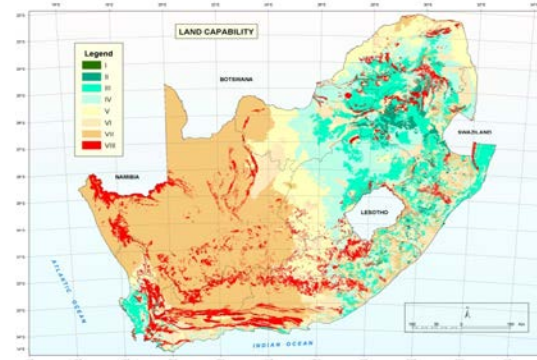 LAND CAPABILITY
Legend
I
II
III
IV
V
VI
VII
VIII
BOTSWANA
NAMIBIA
SWAZILAND
LESOTHO
ATLANTIC OCEAN
INDIAN OCEAN